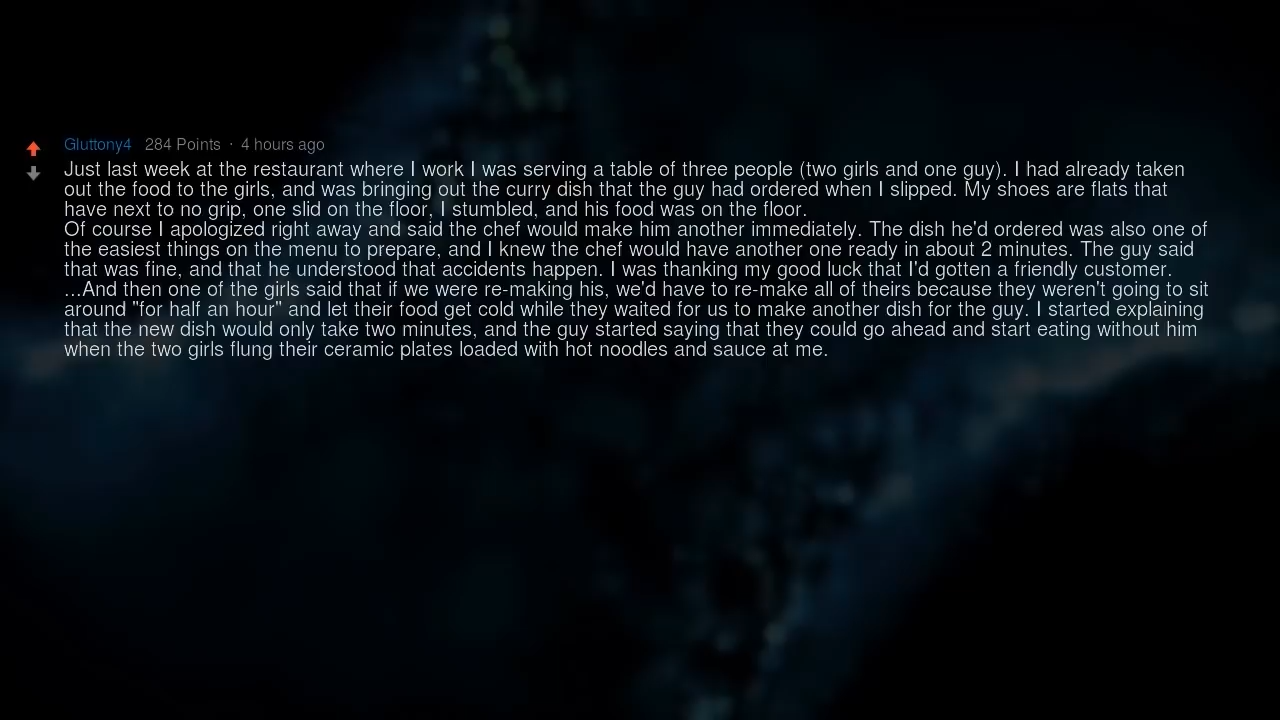 Gluttony4 284 Points · 4 hours ago
Just last week at the restaurant where I work I was serving a table of three people (two girls and one guy). I had already taken
out the food to the girls, and was bringing out the curry dish that the guy had ordered when I slipped. My shoes are flats that
have next to no grip, one slid on the floor, I stumbled, and his food was on the floor.
Of course I apologized right away and said the chef would make him another immediately. The dish he'd ordered was also one of
the easiest things on the menu to prepare, and I knew the chef would have another one ready in about 2 minutes. The guy said
that was fine, and that he understood that accidents happen. I was thanking my good luck that I'd gotten a friendly customer.
...And then one of the girls said that if we were re-making his, we'd have to re-make all of theirs because they weren't going to sit
around "for half an hour" and let their food get cold while they waited for us to make another dish for the guy. I started explaining
that the new dish would only take two minutes, and the guy started saying that they could go ahead and start eating without him
when the two girls flung their ceramic plates loaded with hot noodles and sauce at me.